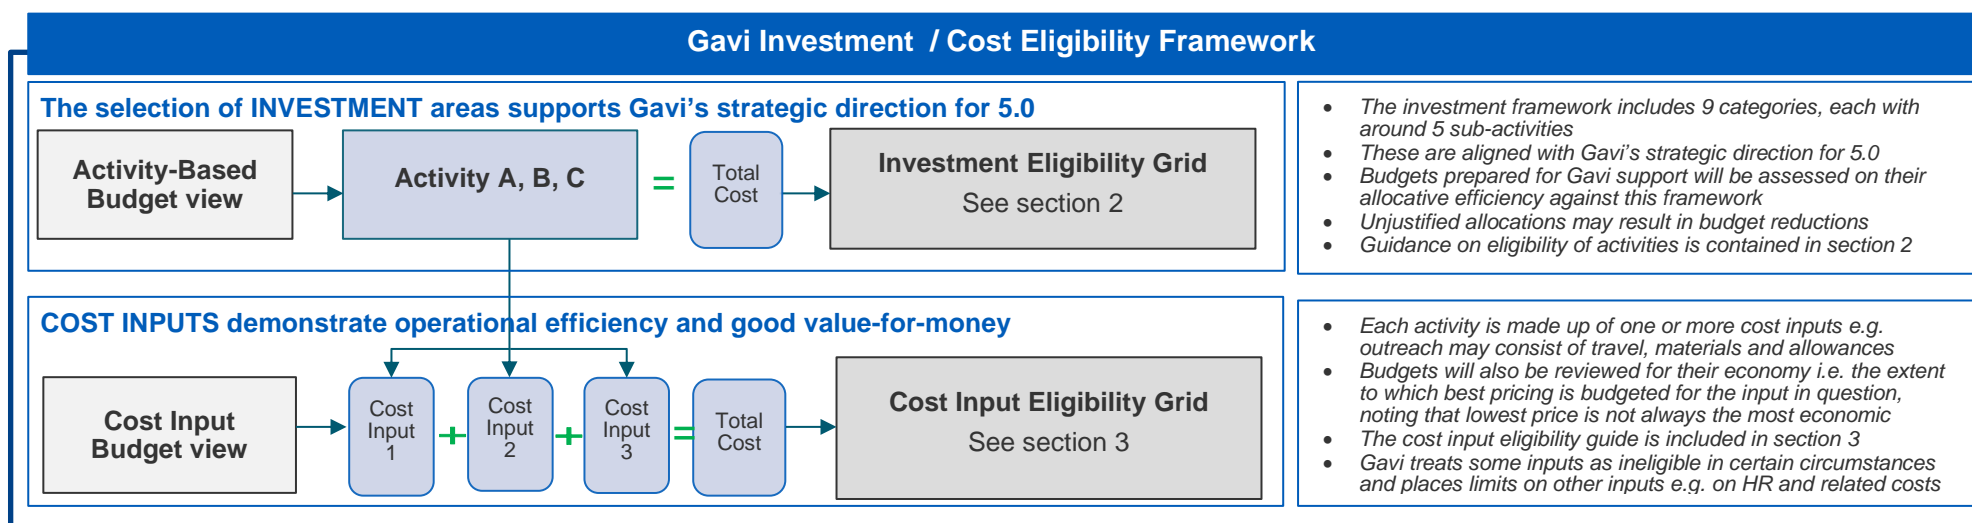 Gavi Investment / Cost Eligibility Framework
The selection of INVESTMENT areas supports Gavi's strategic direction for 5.0
Activity-Based
Budget view
Activity A, B, C
=
Total
Cost
Investment Eligibility Grid
See section 2
• The investment framework includes 9 categories, each with
around 5 sub-activities
• These are aligned with Gavi's strategic direction for 5.0
• Budgets prepared for Gavi support will be assessed on their
allocative efficiency against this framework
• Unjustified allocations may result in budget reductions
• Guidance on eligibility of activities is contained in section 2
COST INPUTS demonstrate operational efficiency and good value-for-money
Cost Input
Budget view
Cost
Input
1
+
Cost
Input
2
+
Cost
Input
3
=
Total
Cost
Cost Input Eligibility Grid
See section 3
• Each activity is made up of one or more cost inputs e.g.
outreach may consist of travel, materials and allowances
• Budgets will also be reviewed for their economy i.e. the extent
to which best pricing is budgeted for the input in question,
noting that lowest price is not always the most economic
• The cost input eligibility guide is included in section 3
• Gavi treats some inputs as ineligible in certain circumstances
and places limits on other inputs e.g. on HR and related costs